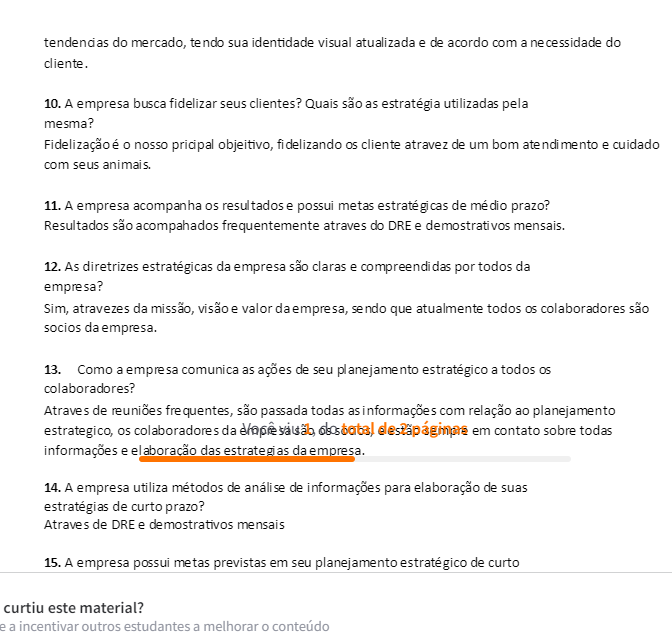 tendencias do mercado, tendo sua identidade visual atualizada e de acordo com a necessidade do
cliente.
10. A empresa busca fidelizar seus clientes? Quais são as estratégia utilizadas pela
mesma?
Fidelização é o nosso pricipal objeitivo, fidelizando os cliente atravez de um bom atendimento e cuidado
com seus animais.
11. A empresa acompanha os resultados e possui metas estratégicas de médio prazo?
Resultados são acompahados frequentemente atraves do DRE e demostrativos mensais.
12. As diretrizes estratégicas da empresa são claras e compreendidas por todos da
empresa?
Sim, atravezes da missão, visão e valor da empresa, sendo que atualmente todos os colaboradores são
socios da empresa.
13. Como a empresa comunica as ações de seu planejamento estratégico a todos os
colaboradores?
Atraves de reuniões frequentes, são passada todas as informações com relação ao planejamento
estrategico, os colaboradores da empresa são os socios, e estão sempre em contato sobre todas
Você viu 1, do total de 2 páginas
informações e elaboração das estrategias da empresa.
14. A empresa utiliza métodos de análise de informações para elaboração de suas
estratégias de curto prazo?
Atraves de DRE e demostrativos mensais
15. A empresa possui metas previstas em seu planejamento estratégico de curto
curtiu este material?
e a incentivar outros estudantes a melhorar o conteúdo